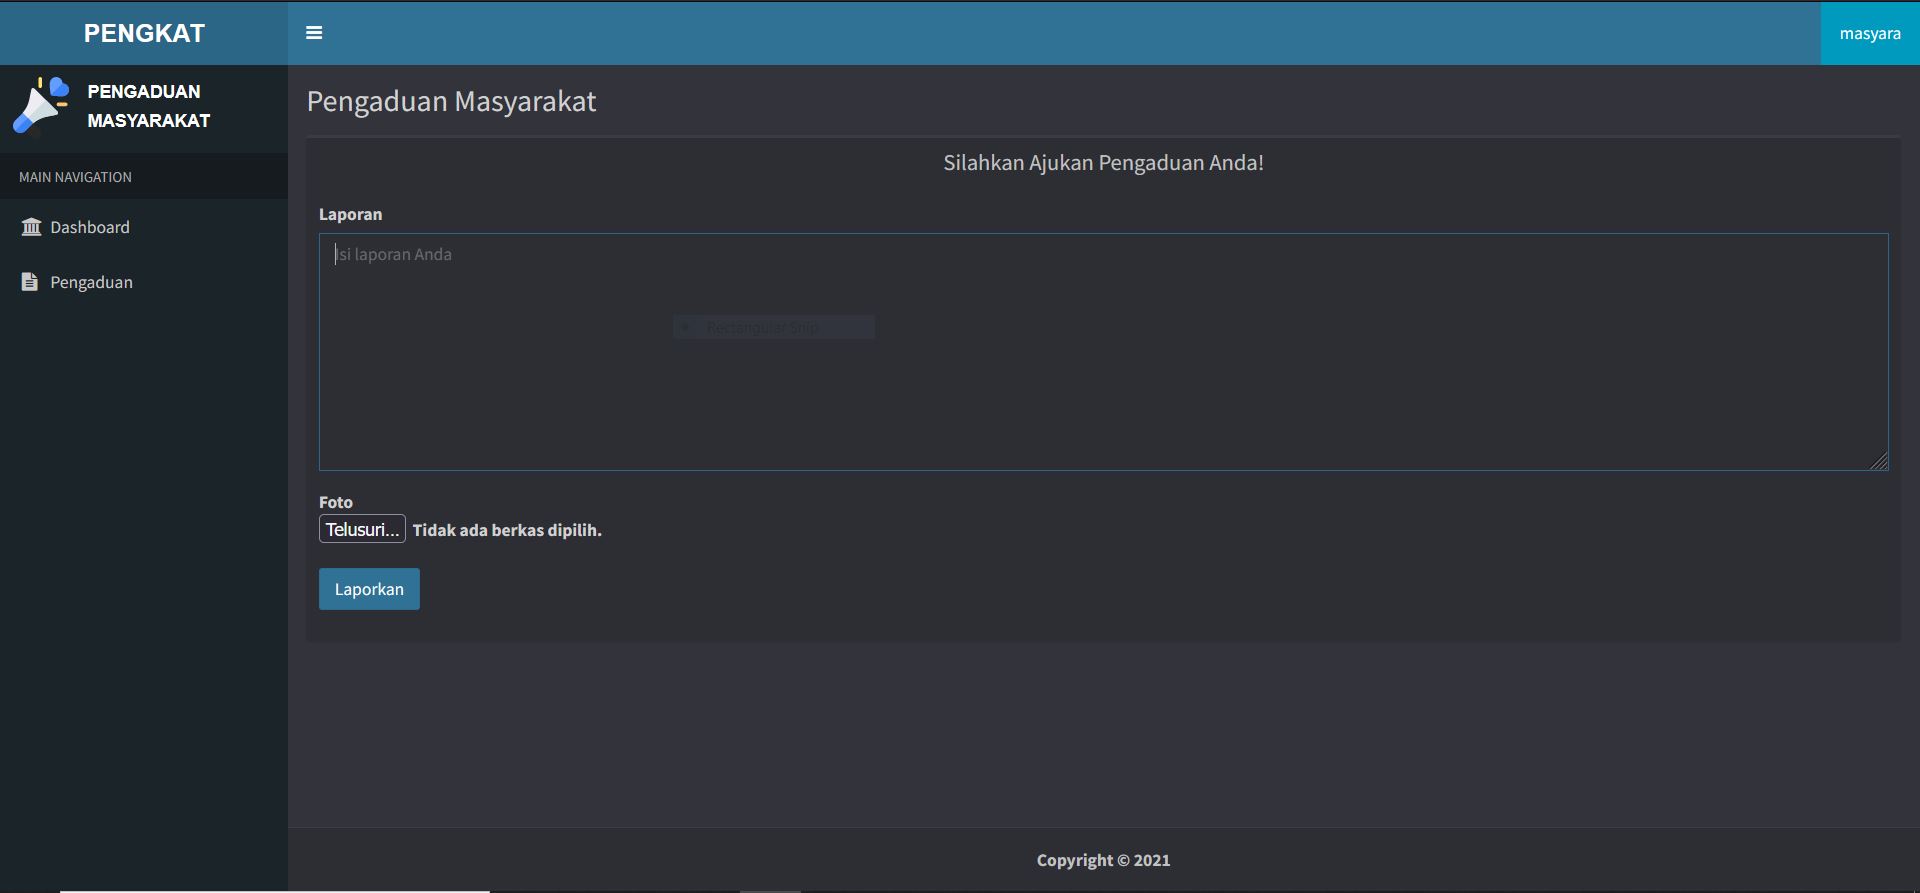 PENGKAT
masyara
PENGADUAN
MASYARAKAT
Pengaduan Masyarakat
MAIN NAVIGATION
Dashboard
Pengaduan
Silahkan Ajukan Pengaduan Anda!
Laporan
Isi laporan Anda
Rectangular Snip
Foto
Telusuri... Tidak ada berkas dipilih.
Laporkan
Copyright © 2021